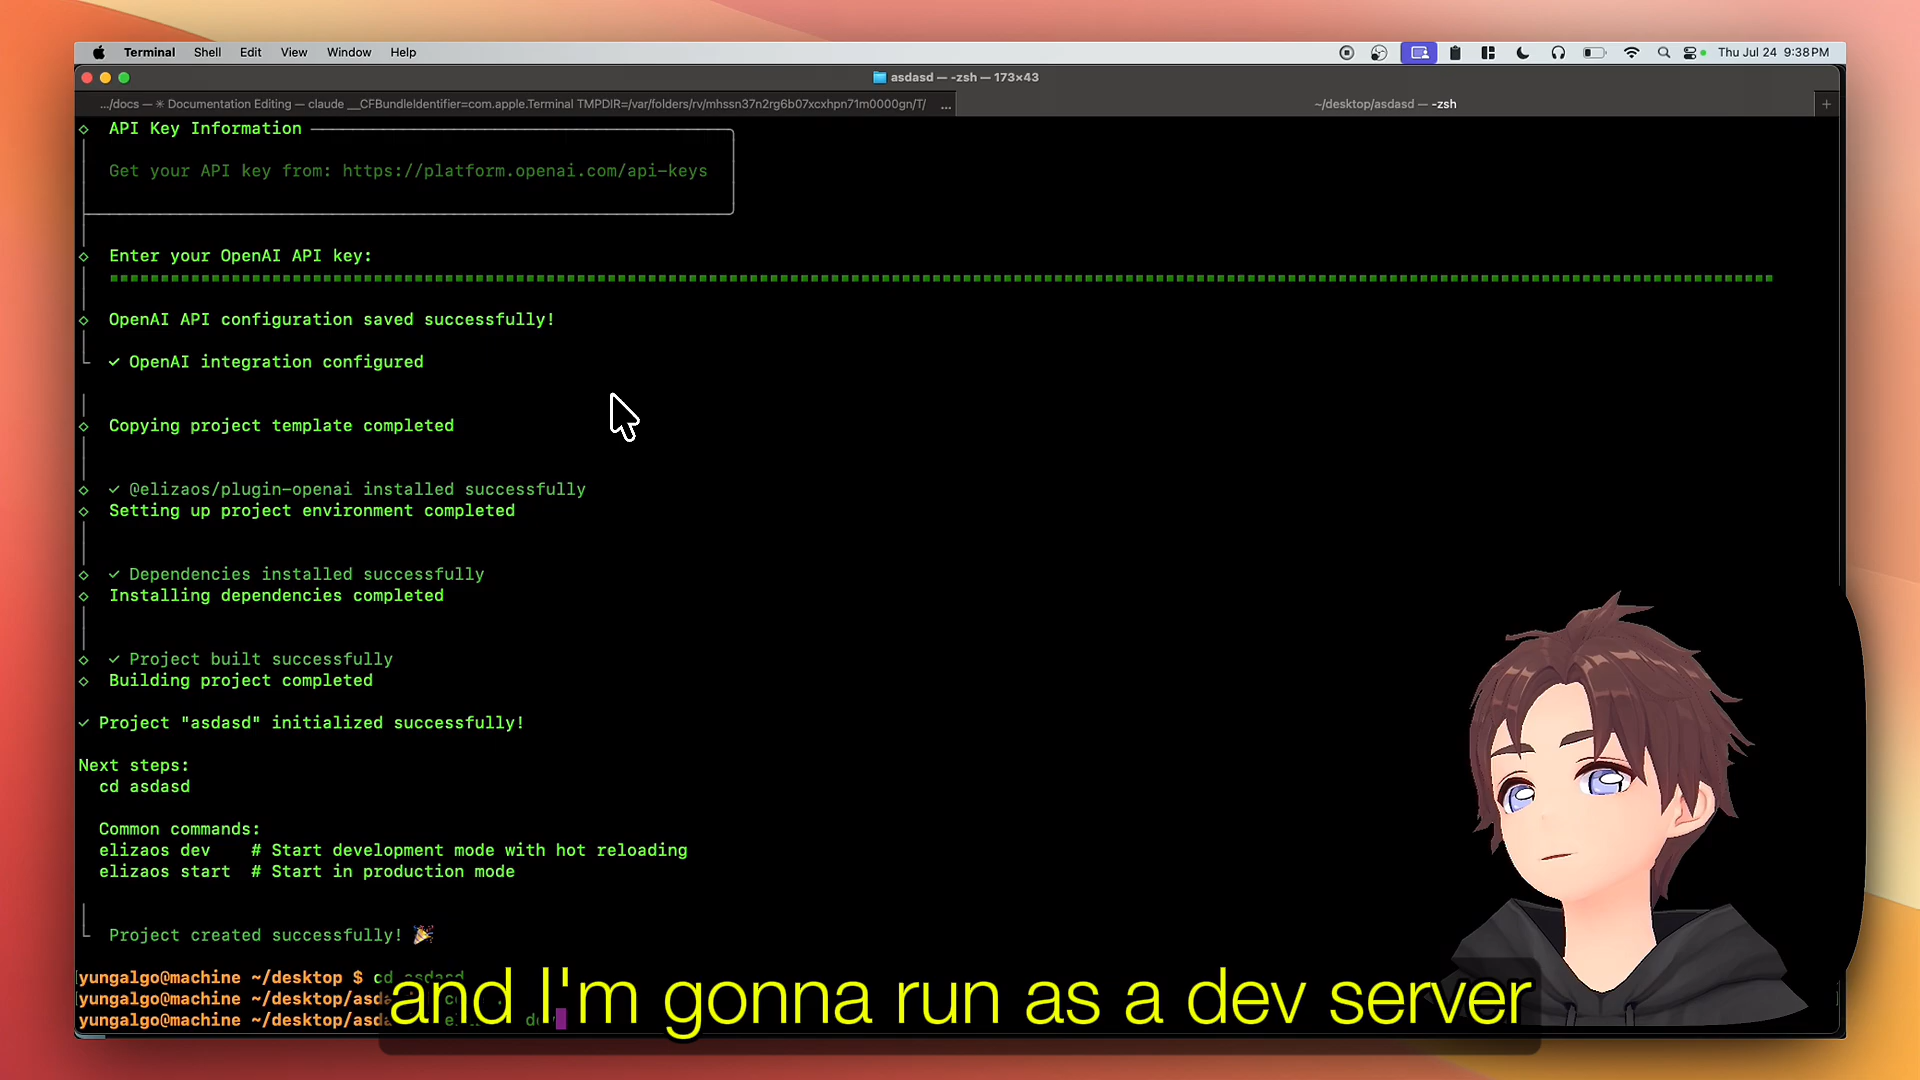 Terminal Shell Edit View Window Help Thu Jul 24 9:38 PM
asdasd — -zsh — 173×43
.../docs — ✳ Documentation Editing — claude __CFBundleIdentifier=com.apple.Terminal TMPDIR=/var/folders/rv/mhssn37n2rg6b07xcxhpn71m0000gn/T/ ... ~/desktop/asdasd — -zsh
API Key Information
Get your API key from: https://platform.openai.com/api-keys
Enter your OpenAI API key:
OpenAI API configuration saved successfully!
✓ OpenAI integration configured
Copying project template completed
✓ @elizaos/plugin-openai installed successfully
Setting up project environment completed
✓ Dependencies installed successfully
Installing dependencies completed
✓ Project built successfully
Building project completed
✓ Project "asdasd" initialized successfully!
Next steps:
cd asdasd
Common commands:
elizaos dev # Start development mode with hot reloading
elizaos start # Start in production mode
Project created successfully! 🎉
yungalgo@machine ~/desktop $ cd asdasd
yungalgo@machine ~/desktop/asda
yungalgo@machine ~/desktop/asda
and I'm gonna run as a dev server